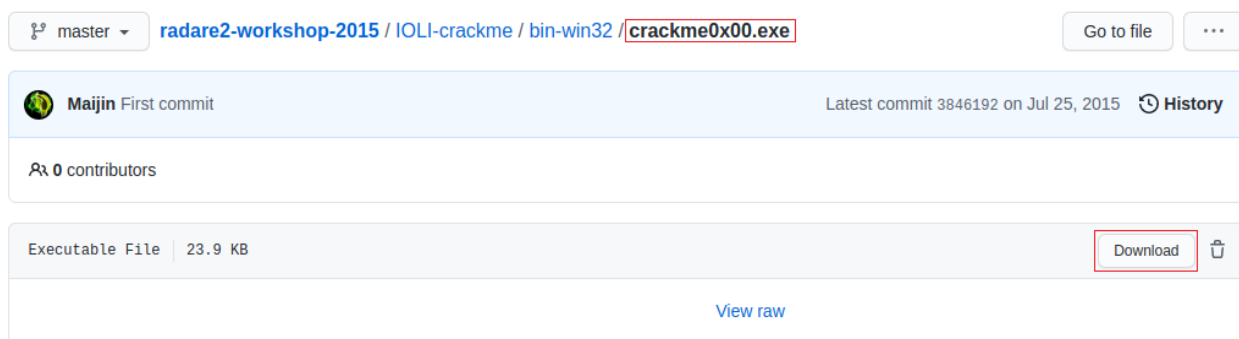 master radare2-workshop-2015 / IOLI-crackme / bin-win32 / crackme0x00.exe Go to file ...
Maijin First commit Latest commit 3846192 on Jul 25, 2015 History
0 contributors
Executable File 23.9 KB Download
View raw